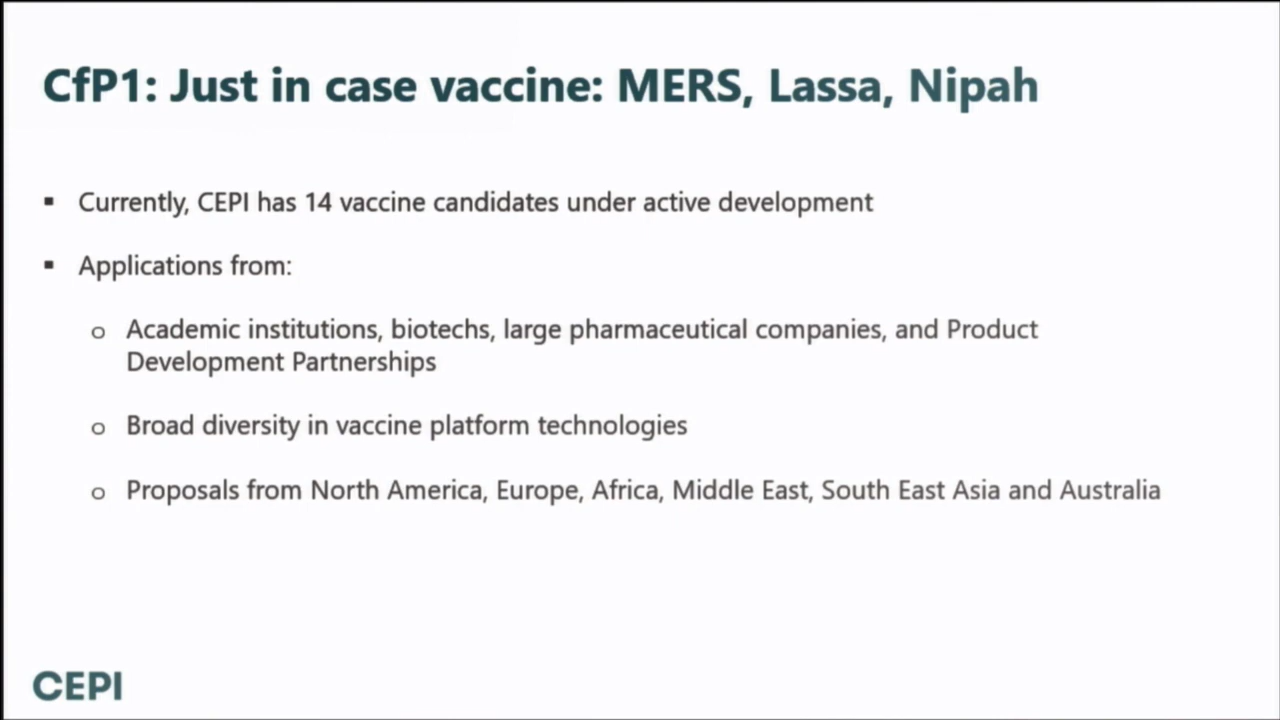 CfP1: Just in case vaccine: MERS, Lassa, Nipah
▪ Currently, CEPI has 14 vaccine candidates under active development
▪ Applications from:
o Academic institutions, biotechs, large pharmaceutical companies, and Product
Development Partnerships
o Broad diversity in vaccine platform technologies
o Proposals from North America, Europe, Africa, Middle East, South East Asia and Australia
CEPI